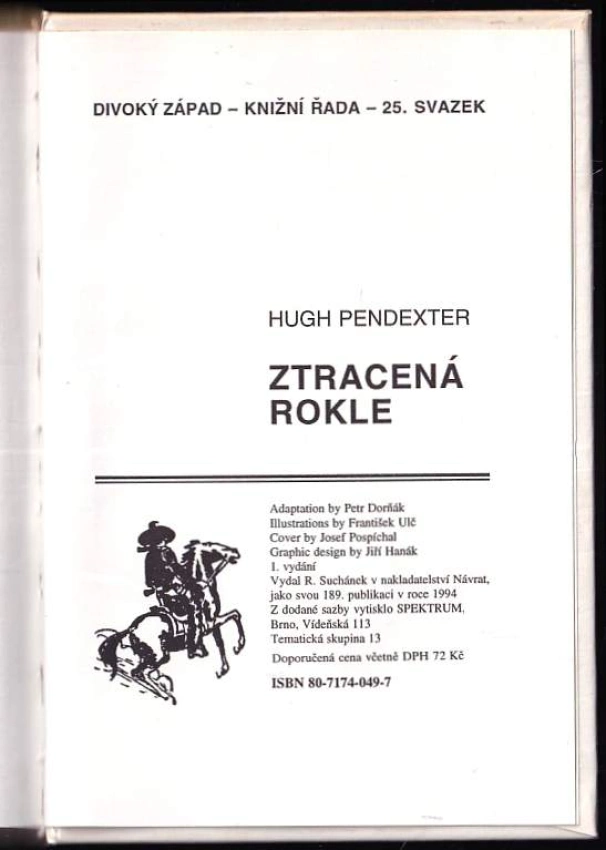 DIVOKÝ ZÁPAD – KNIŽNÍ ŘADA – 25. SVAZEK
HUGH PENDEXTER
ZTRACENÁ
ROKLE
Adaptation by Petr Dorňák
Illustrations by František Ulč
Cover by Josef Pospíchal
Graphic design by Jiří Hanák
1. vydání
Vydal R. Suchánek v nakladatelství Návrat,
jako svou 189. publikaci v roce 1994
Z dodané sazby vytisklo SPEKTRUM,
Brno, Vídeňská 113
Tematická skupina 13
Doporučená cena včetně DPH 72 Kč
ISBN 80-7174-049-7